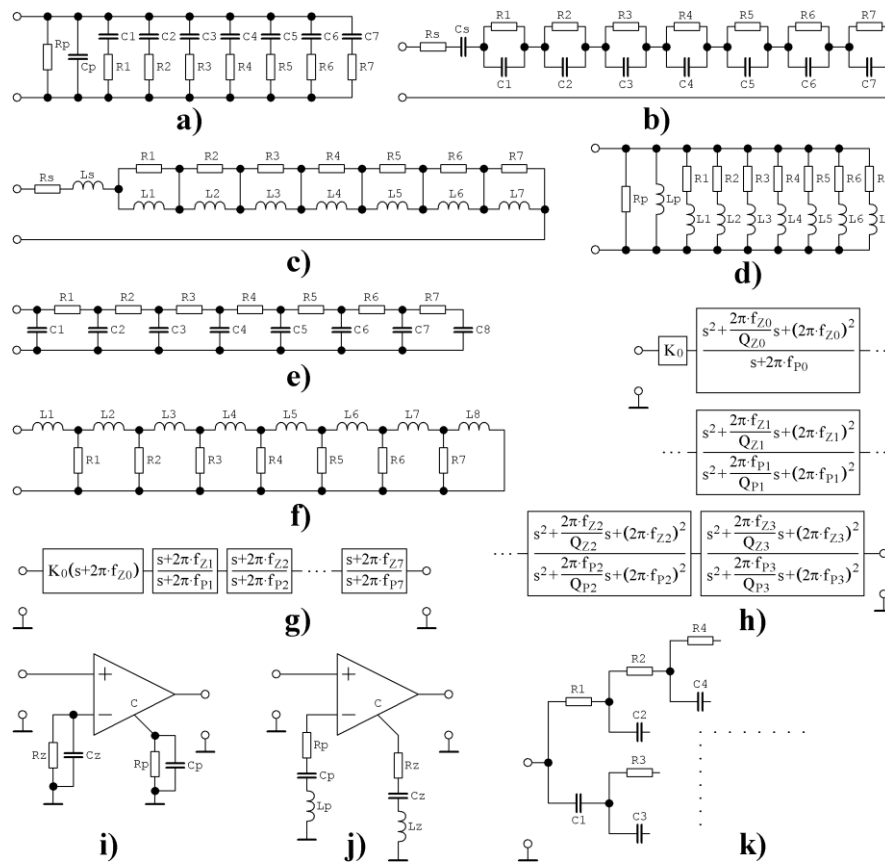 C1 C2 C3 C4 C5 C6 C7
Rp Cp R1 R2 R3 R4 R5 R6 R7
a)
Rs Cs R1 R2 R3 R4 R5 R6 R7
C1 C2 C3 C4 C5 C6 C7
b)
R1 R2 R3 R4 R5 R6 R7
Rs Ls
L1 L2 L3 L4 L5 L6 L7
c)
R1 R2 R3 R4 R5 R6 R
Rp Lp
L1 L2 L3 L4 L5 L6 L
d)
R1 R2 R3 R4 R5 R6 R7
C1 C2 C3 C4 C5 C6 C7 C8
e)
L1 L2 L3 L4 L5 L6 L7 L8
R1 R2 R3 R4 R5 R6 R7
f)
K0(s+2π·fZ0) s+2π·fZ1 s+2π·fZ2 ···· s+2π·fZ7
s+2π·fP1 s+2π·fP2 s+2π·fP7
g)
K0 s²+2π·fZ0/QZ0 s+(2π·fZ0)²
s+2π·fP0 ···
··· s²+2π·fZ1/QZ1 s+(2π·fZ1)²
s²+2π·fP1/QP1 s+(2π·fP1)² ···
··· s²+2π·fZ2/QZ2 s+(2π·fZ2)² s²+2π·fZ3/QZ3 s+(2π·fZ3)²
s²+2π·fP2/QP2 s+(2π·fP2)² s²+2π·fP3/QP3 s+(2π·fP3)²
h)
+
− C
Rz Cz Rp Cp
i)
+
− C
Rp Rz
Cp Cz
Lp Lz
j)
R4
R2
R1 C4
C2
R3
C1 C3
k)